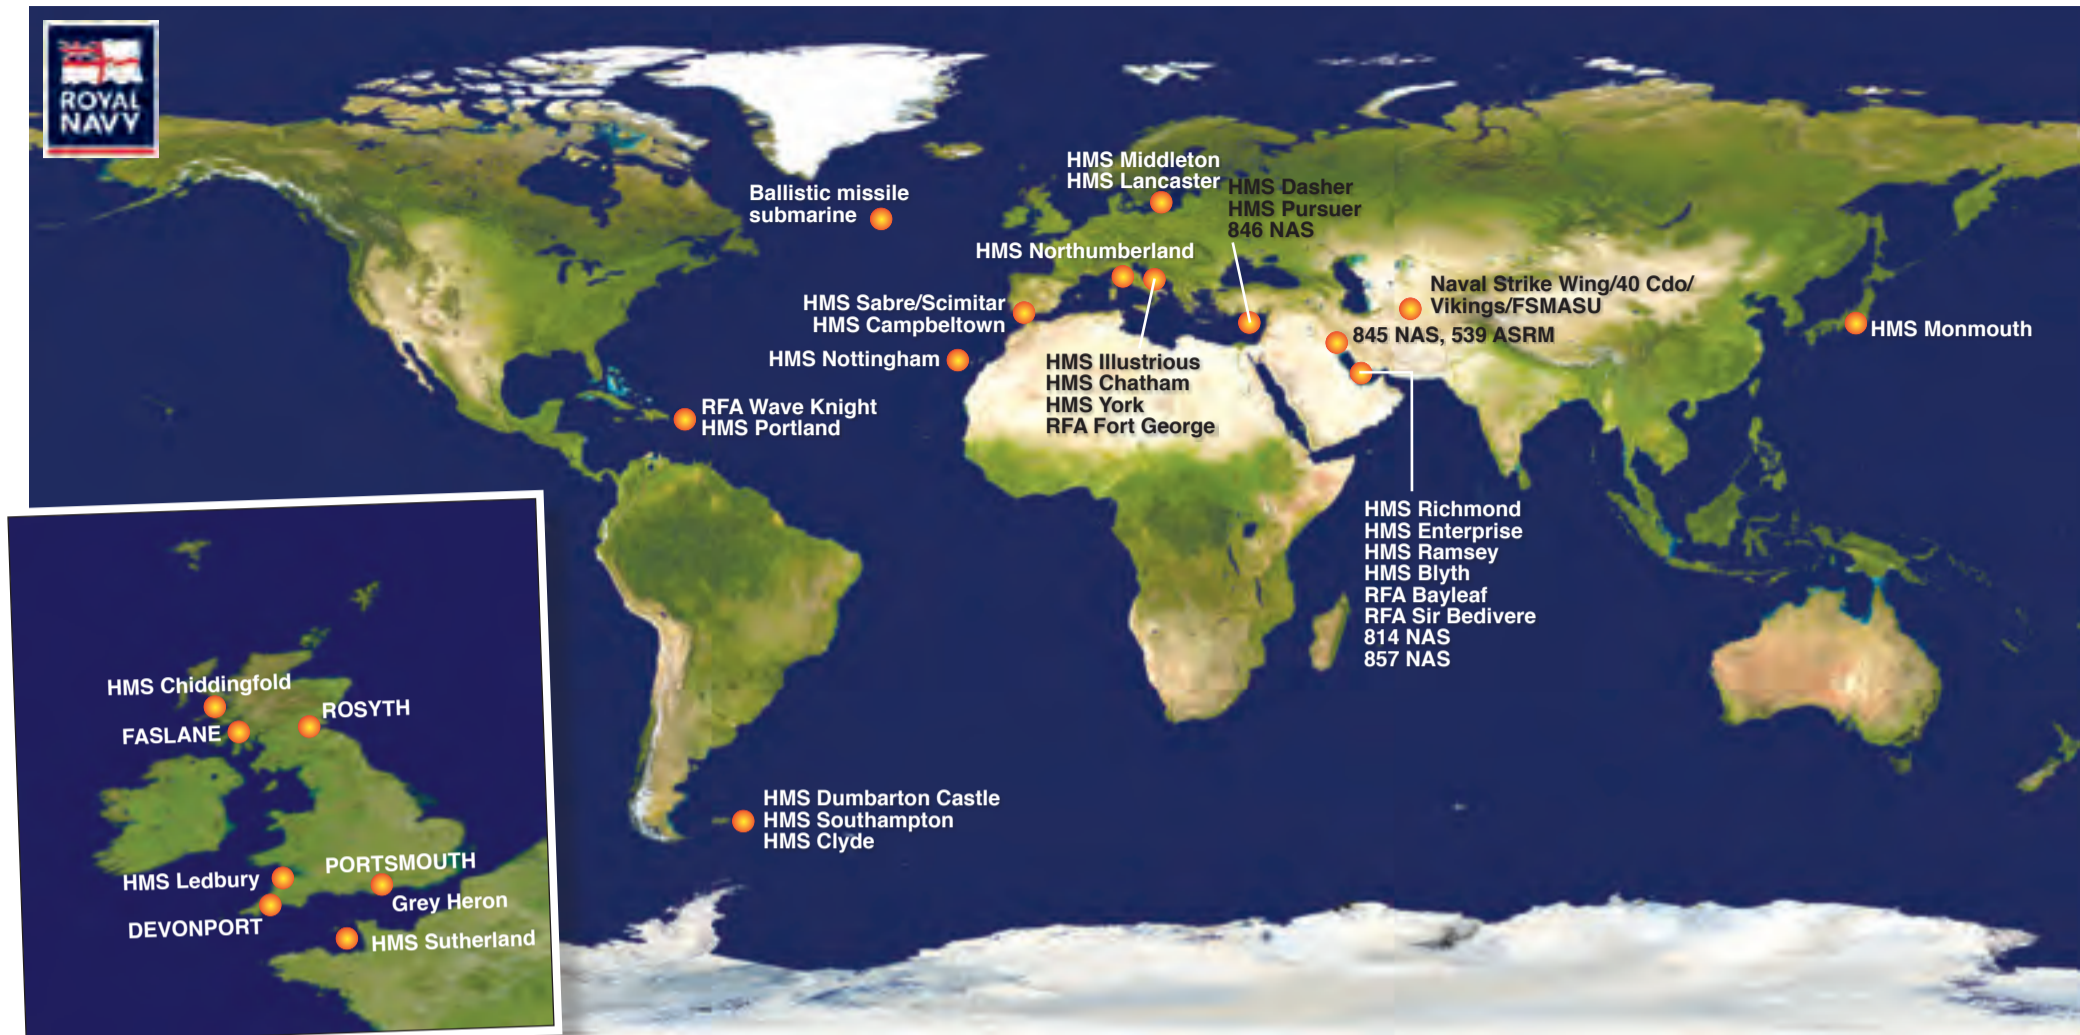 ROYAL
NAVY
HMS Middleton
HMS Lancaster
HMS Dasher
HMS Pursuer
846 NAS
Ballistic missile
submarine
HMS Northumberland
HMS Sabre/Scimitar
HMS Campbeltown
Naval Strike Wing/40 Cdo/
Vikings/FSMASU
845 NAS, 539 ASRM
HMS Monmouth
HMS Nottingham
HMS Illustrious
HMS Chatham
HMS York
RFA Fort George
RFA Wave Knight
HMS Portland
HMS Richmond
HMS Enterprise
HMS Ramsey
HMS Blyth
RFA Bayleaf
RFA Sir Bedivere
814 NAS
857 NAS
HMS Dumbarton Castle
HMS Southampton
HMS Clyde
HMS Chiddingfold
ROSYTH
FASLANE
PORTSMOUTH
HMS Ledbury
Grey Heron
DEVONPORT
HMS Sutherland